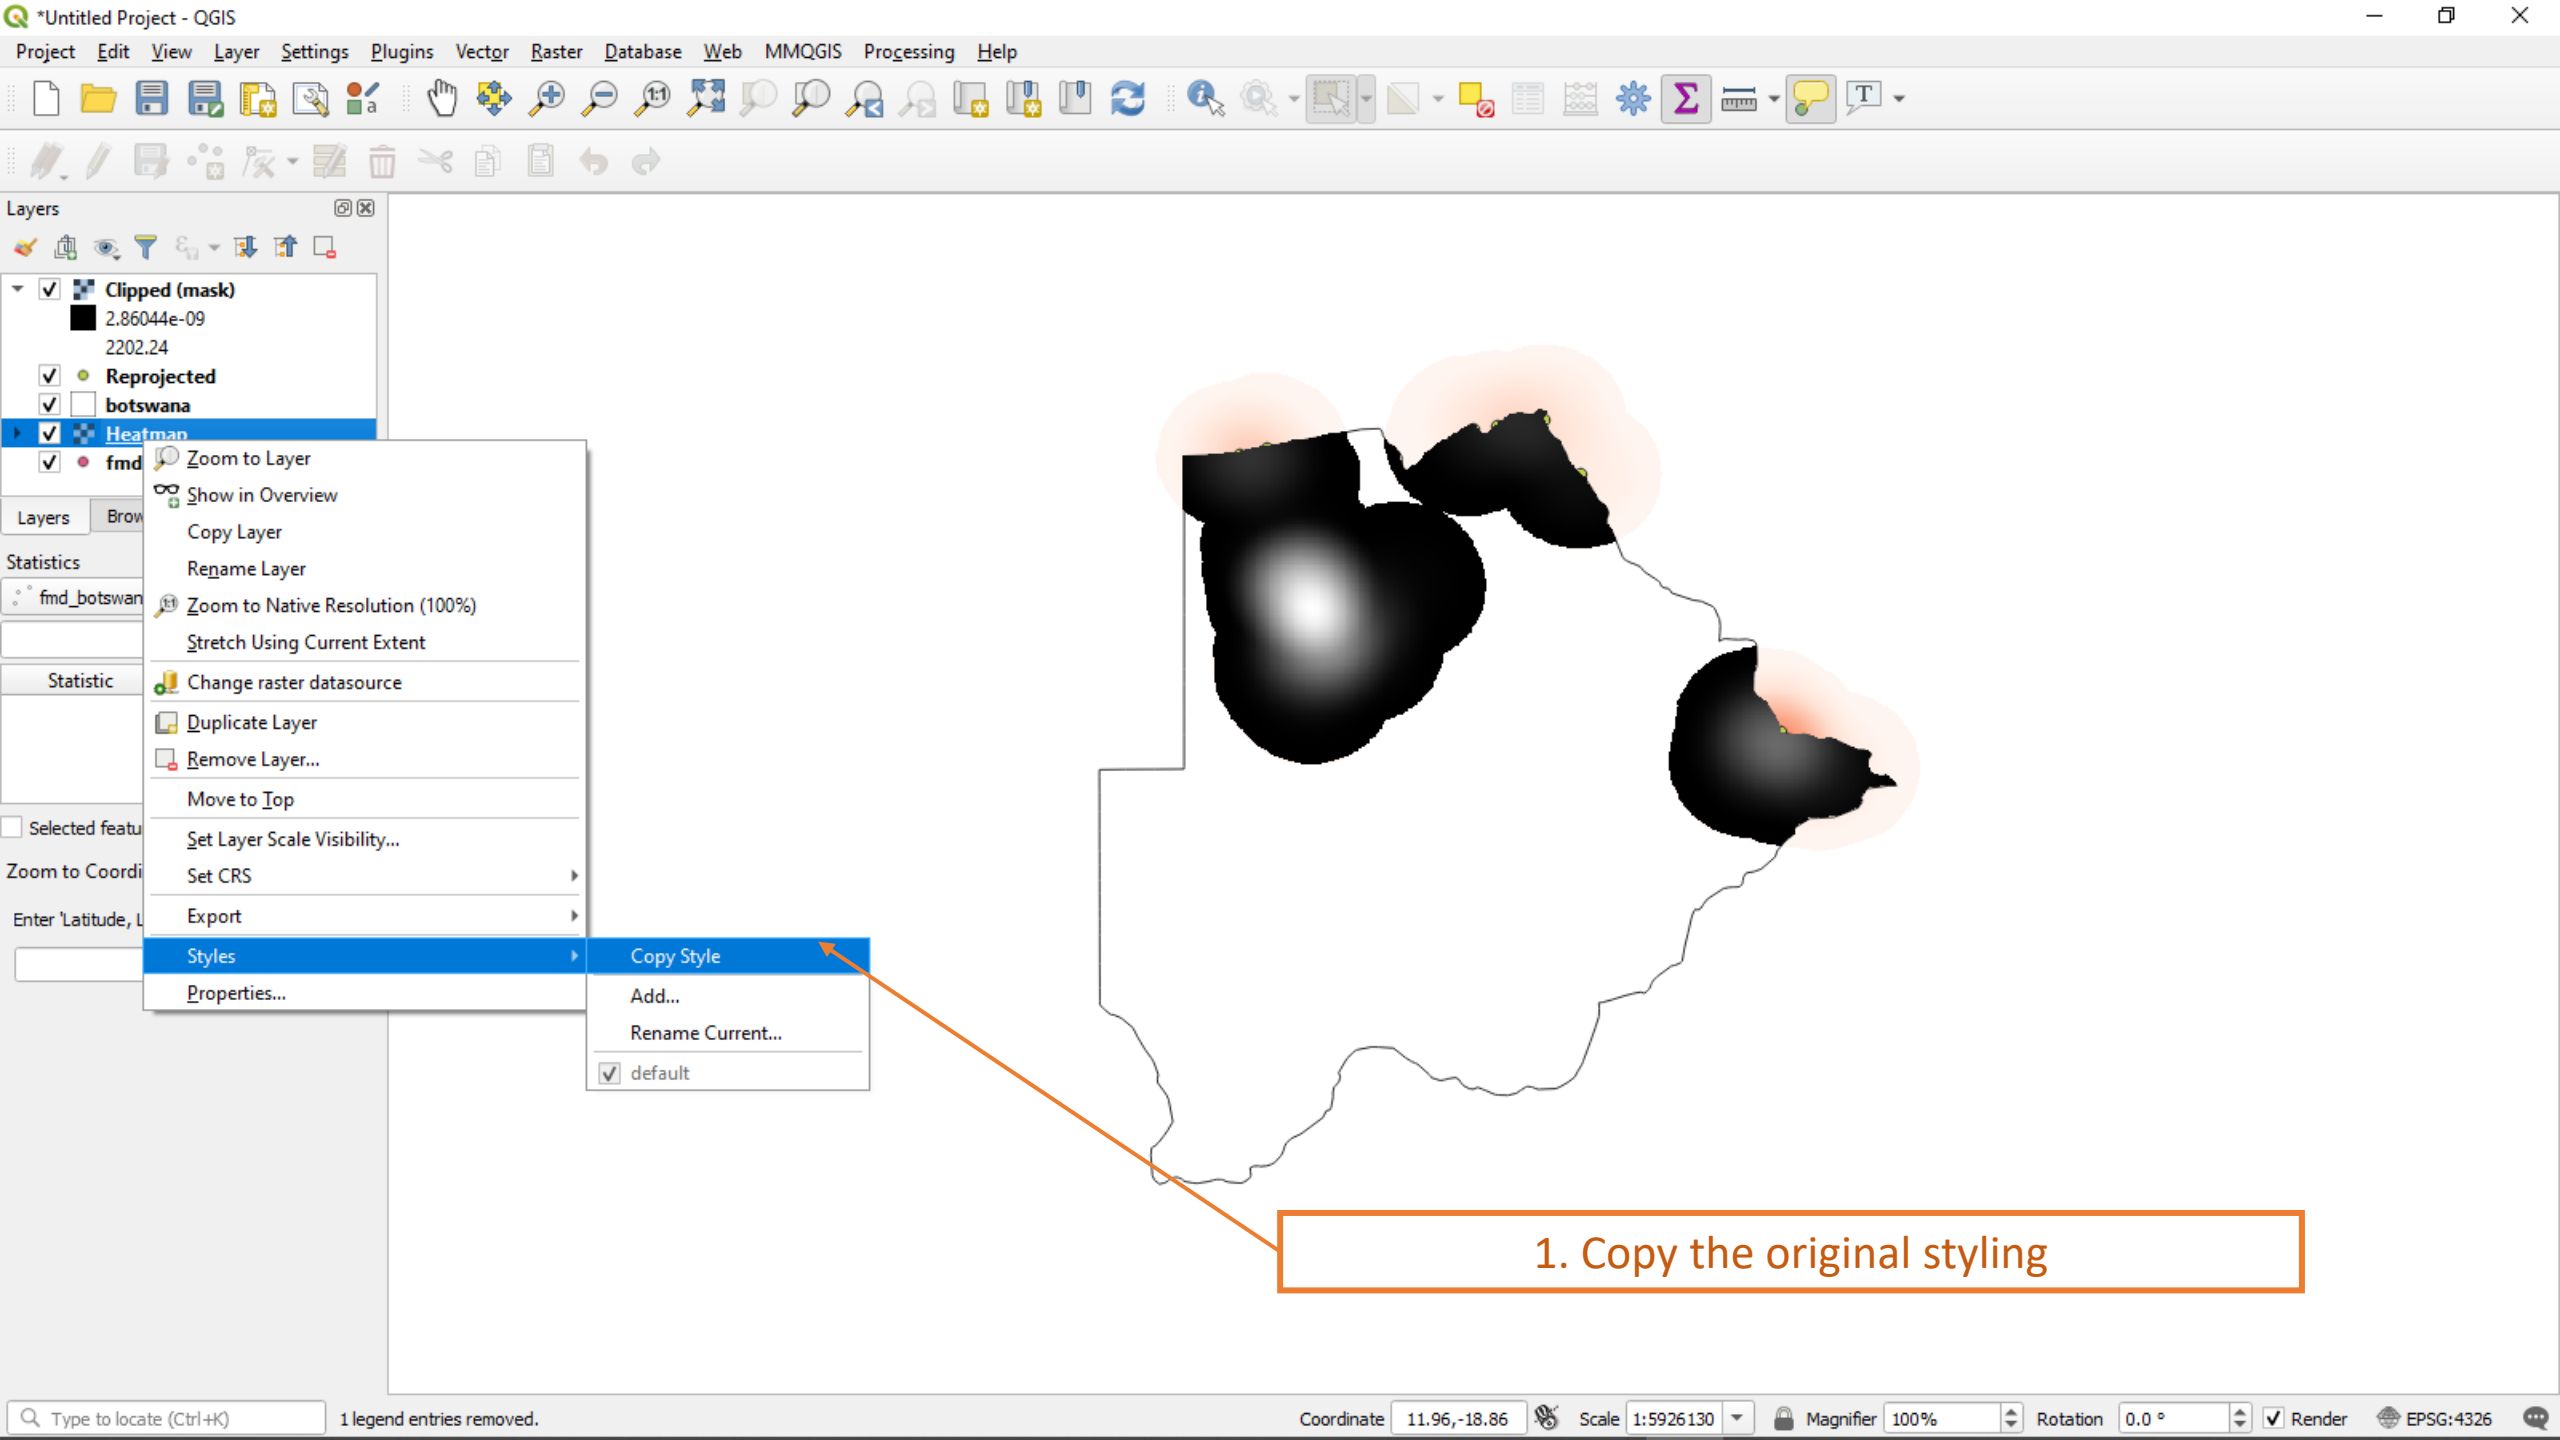 *Untitled Project - QGIS
Project Edit View Layer Settings Plugins Vector Raster Database Web MMQGIS Processing Help
Layers
Clipped (mask)
2.86044e-09
2202.24
Reprojected
botswana
Heatmap
fmd
Layers Brow
Statistics
fmd_botswan
Statistic
Selected featu
Zoom to Coordi
Enter 'Latitude, L
Zoom to Layer
Show in Overview
Copy Layer
Rename Layer
Zoom to Native Resolution (100%)
Stretch Using Current Extent
Change raster datasource
Duplicate Layer
Remove Layer...
Move to Top
Set Layer Scale Visibility...
Set CRS
Export
Styles
Properties...
Copy Style
Add...
Rename Current...
default
1. Copy the original styling
Type to locate (Ctrl+K) 1 legend entries removed. Coordinate 11.96,-18.86 Scale 1:5926130 Magnifier 100% Rotation 0.0 ° Render EPSG:4326